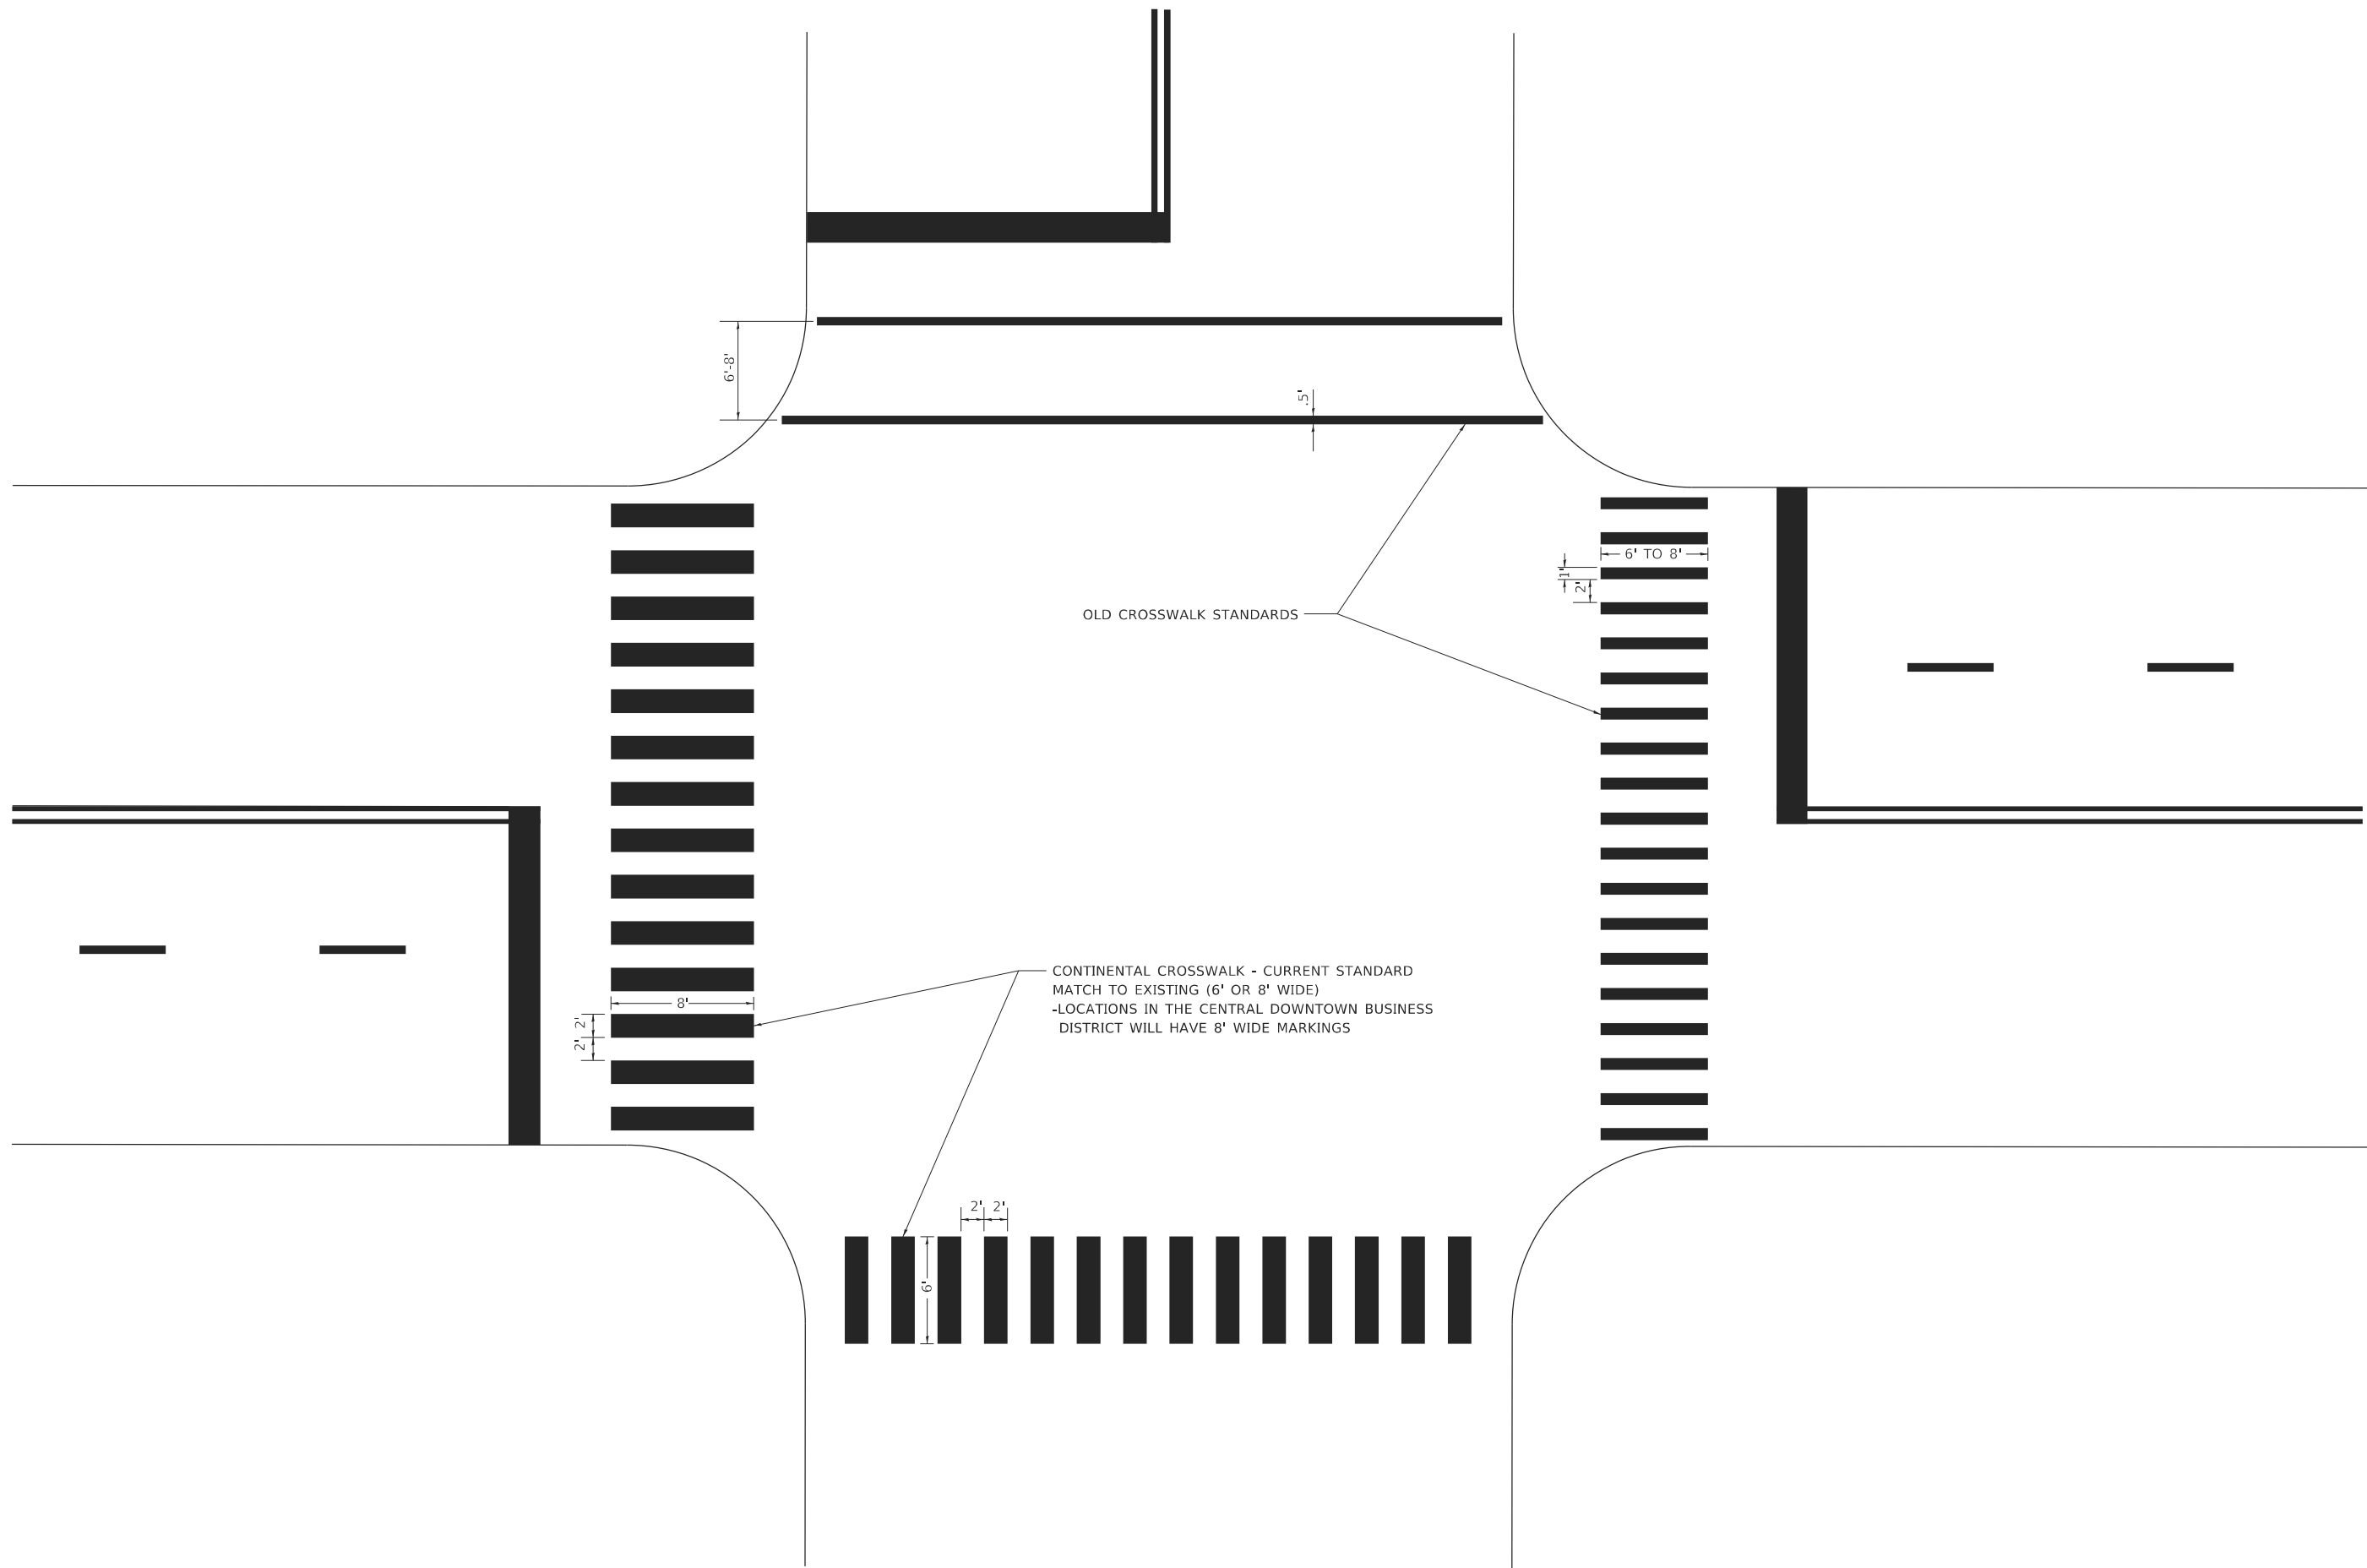 6'-8'
.5'
6' TO 8'
1'
2'
OLD CROSSWALK STANDARDS
CONTINENTAL CROSSWALK - CURRENT STANDARD
MATCH TO EXISTING (6' OR 8' WIDE)
-LOCATIONS IN THE CENTRAL DOWNTOWN BUSINESS
DISTRICT WILL HAVE 8' WIDE MARKINGS
8'
2'
2'
2' 2'
6'